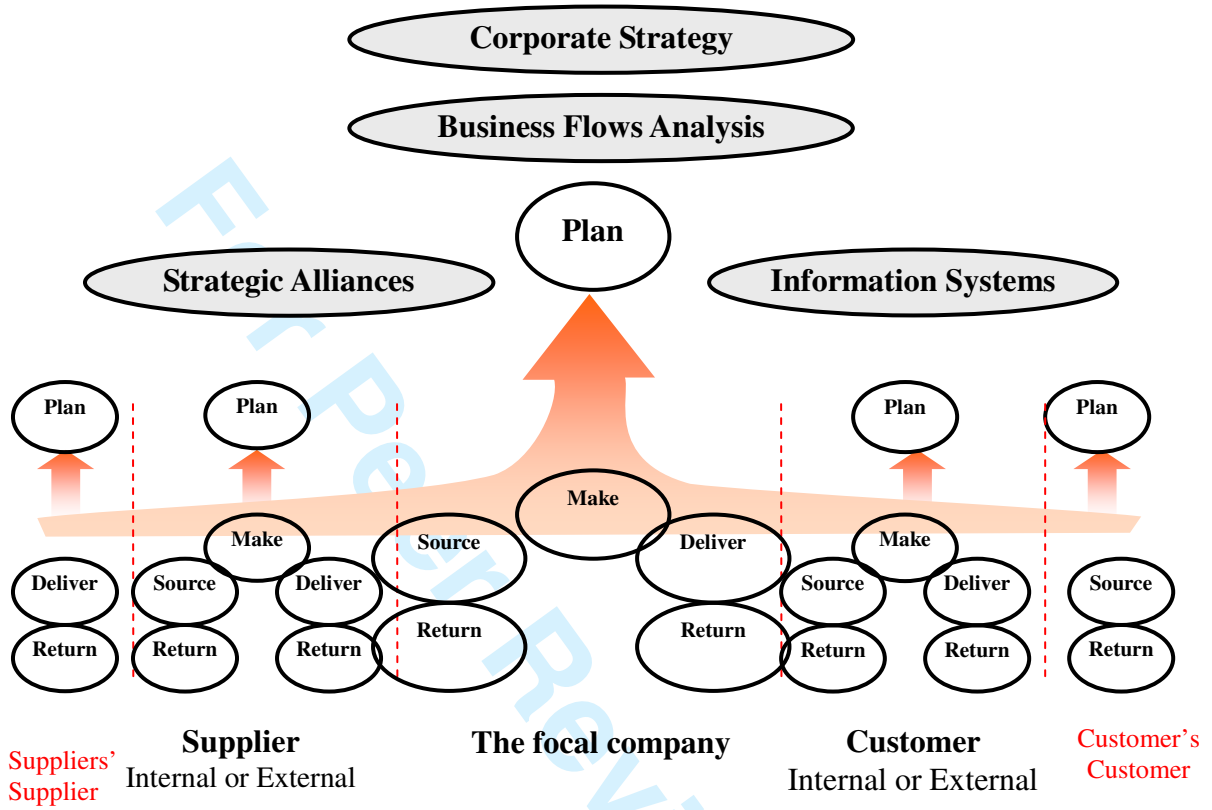 Corporate Strategy
Business Flows Analysis
Plan
Strategic Alliances
Information Systems
Plan
Plan
Plan
Plan
Make
Make
Source
Deliver
Make
Deliver
Source
Deliver
Source
Deliver
Source
Return
Return
Return
Return
Return
Return
Return
Return
Suppliers'
Supplier
Supplier
Internal or External
The focal company
Customer
Internal or External
Customer's
Customer
For Peer Revi